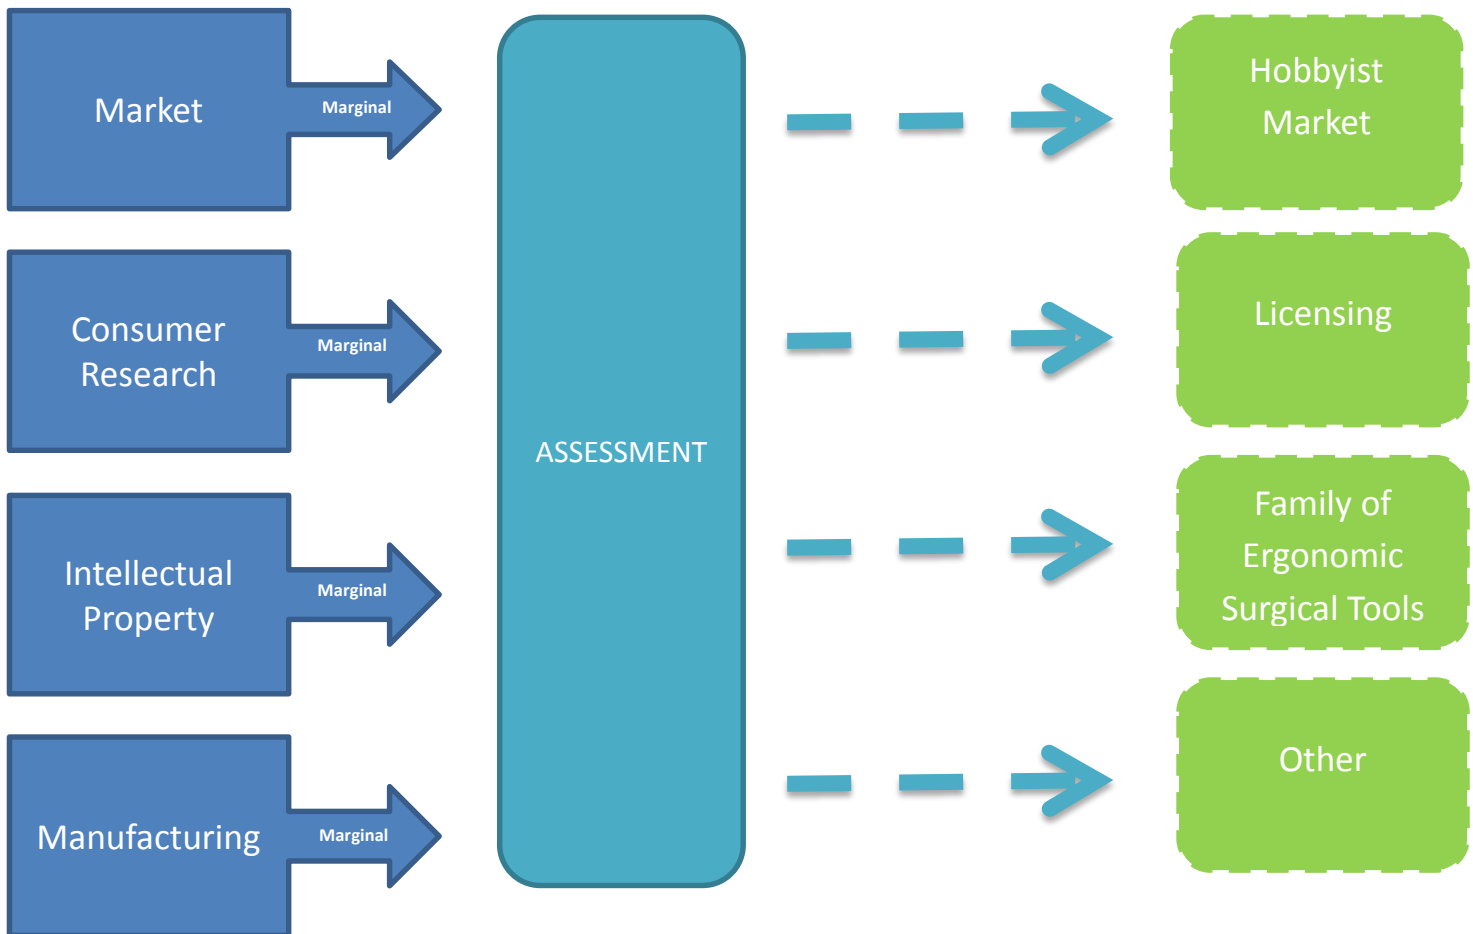 Market
Marginal
Consumer
Research
Marginal
Intellectual
Property
Marginal
Manufacturing
Marginal
ASSESSMENT
Hobbyist
Market
Licensing
Family of
Ergonomic
Surgical Tools
Other